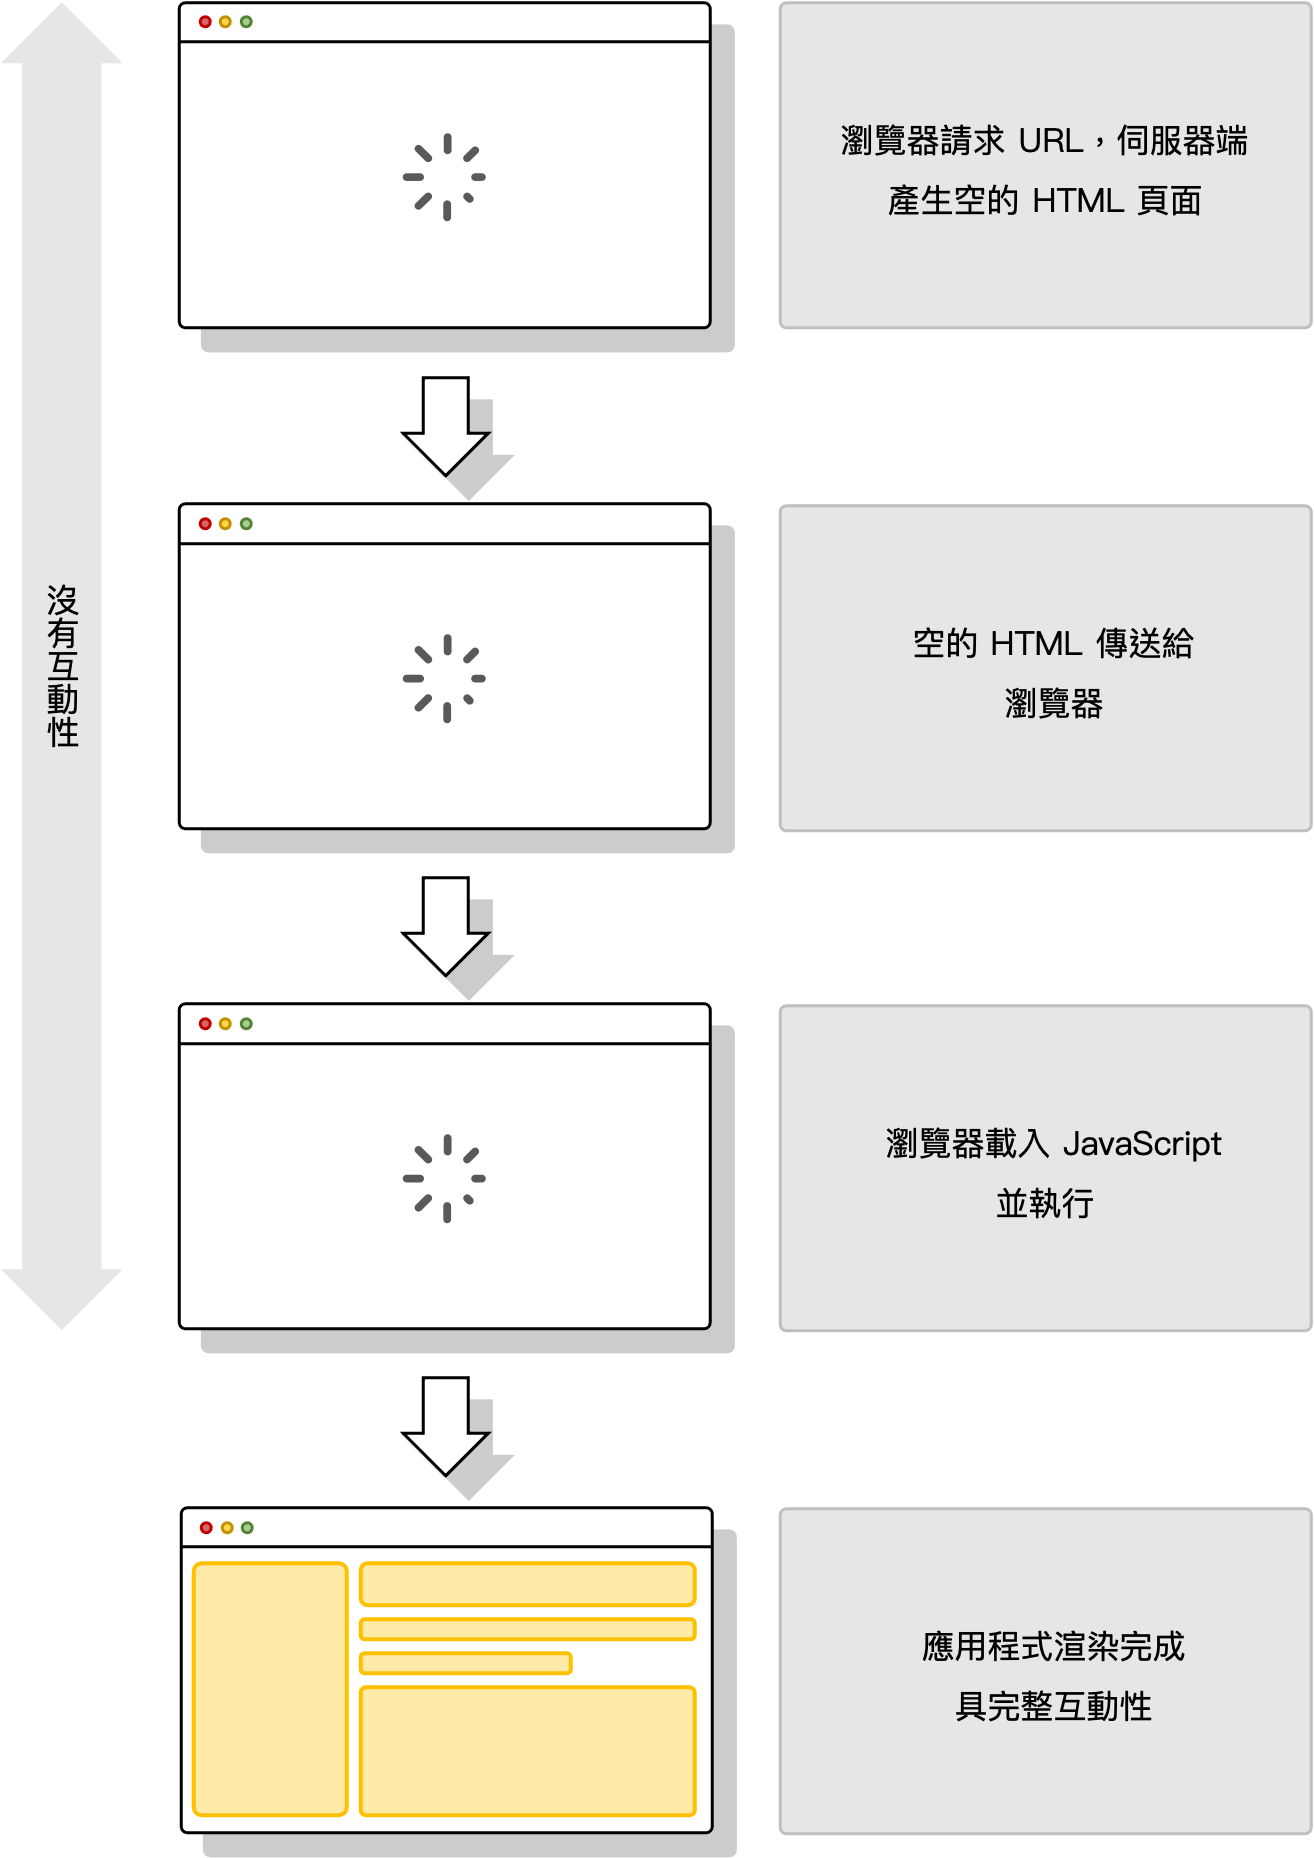 瀏覽器請求 URL，伺服器端
產生空的 HTML 頁面
沒有互動性
空的 HTML 傳送給
瀏覽器
瀏覽器載入 JavaScript
並執行
應用程式渲染完成
具完整互動性